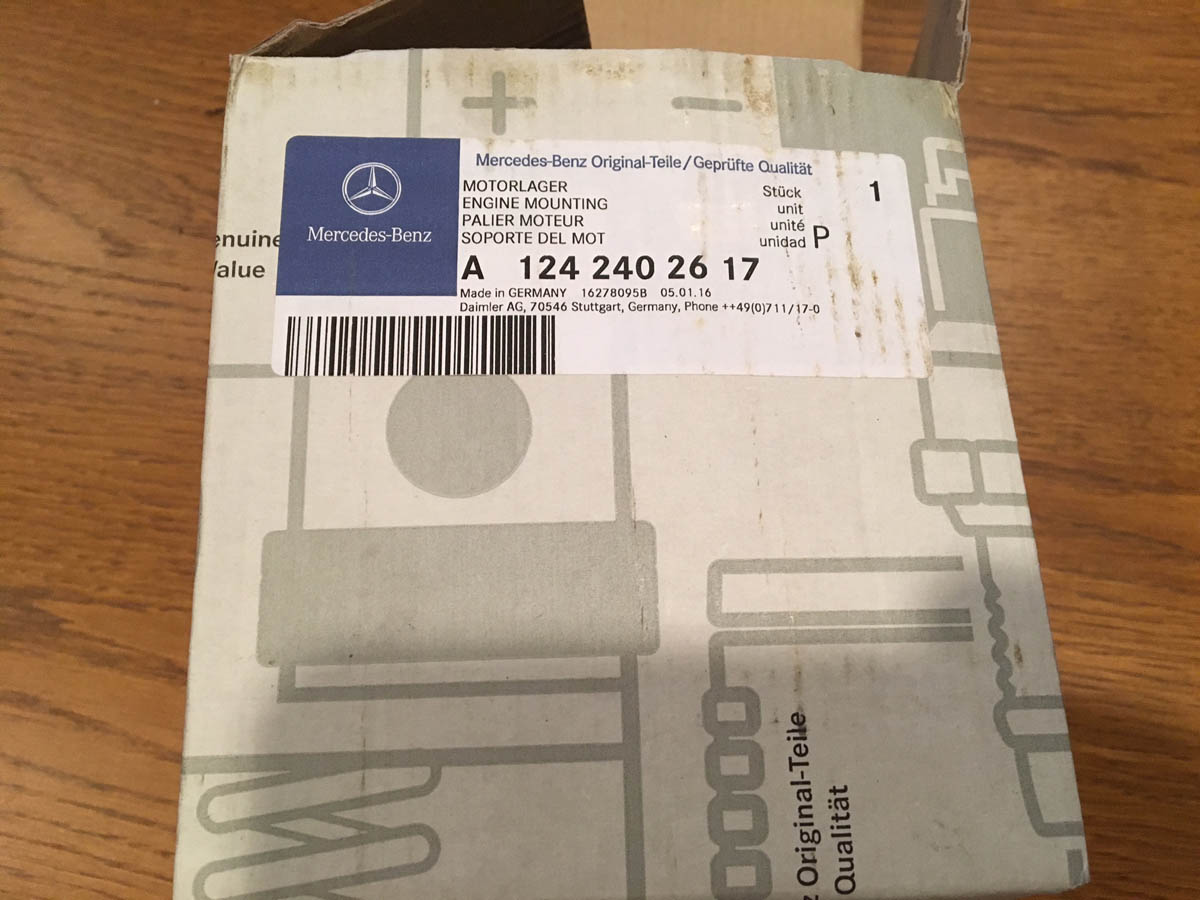 Mercedes-Benz Original-Teile/Geprüfte Qualität
Mercedes-Benz
MOTORLAGER
ENGINE MOUNTING
PALIER MOTEUR
SOPORTE DEL MOT
Stück
unit
unité
unidad P
1
A 124 240 26 17
Made in GERMANY 16278095B 05.01.16
Daimler AG, 70546 Stuttgart, Germany, Phone ++49(0)711/17-0
enuine
Value
z Original-Teile
Qualität